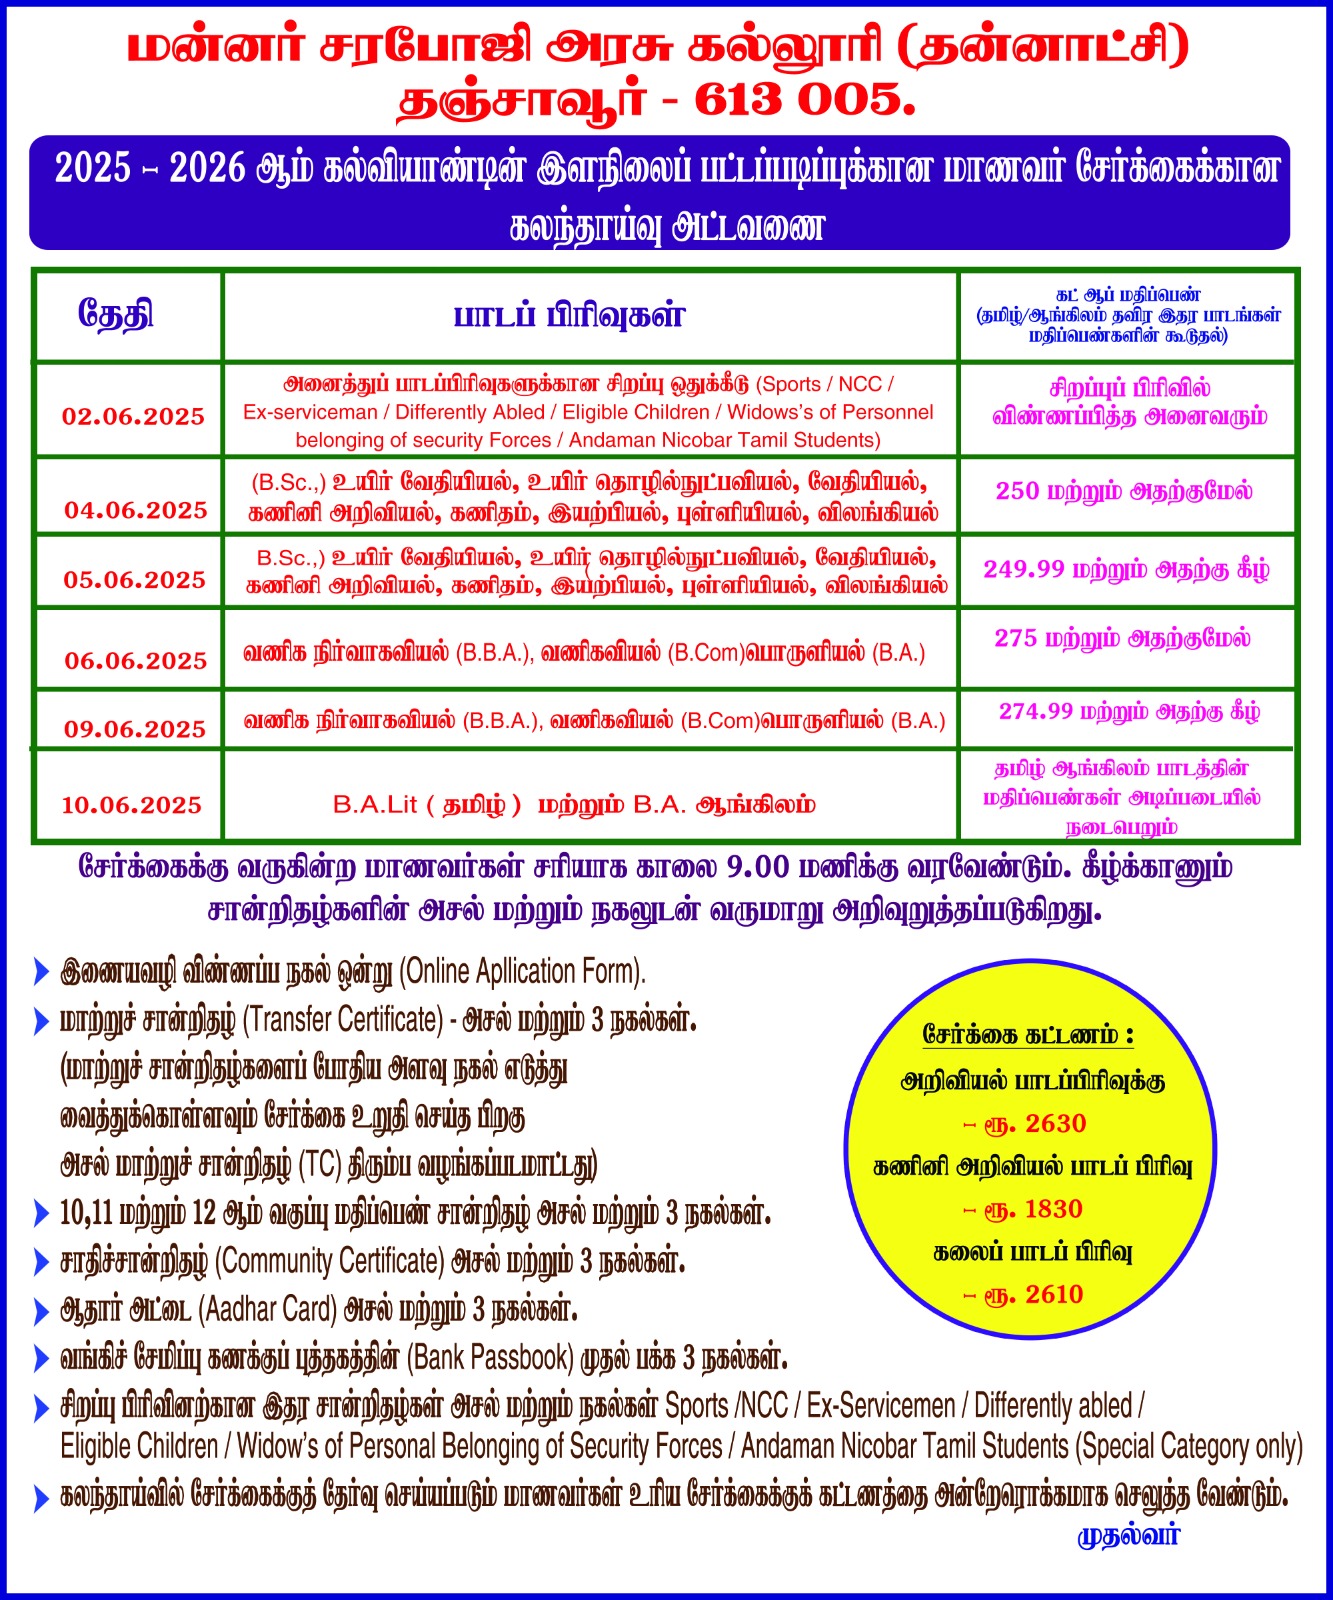 மன்னர் சரபோஜி அரசு கல்லூரி (தன்னாட்சி)
தஞ்சாவூர் - 613 005.
2025 - 2026 ஆம் கல்வியாண்டின் இளநிலைப் பட்டப்படிப்புக்கான மாணவர் சேர்க்கைக்கான
கலந்தாய்வு அட்டவணை
தேதி
பாடப் பிரிவுகள்
கட் ஆப் மதிப்பெண்
(தமிழ்/ஆங்கிலம் தவிர இதர பாடங்கள்
மதிப்பெண்களின் கூடுதல்)
02.06.2025
அனைத்துப் பாடப்பிரிவுகளுக்கான சிறப்பு ஒதுக்கீடு (Sports / NCC /
Ex-serviceman / Differently Abled / Eligible Children / Widows's of Personnel
belonging of security Forces / Andaman Nicobar Tamil Students)
சிறப்புப் பிரிவில்
விண்ணப்பித்த அனைவரும்
04.06.2025
(B.Sc.,) உயிர் வேதியியல், உயிர் தொழில்நுட்பவியல், வேதியியல்,
கணினி அறிவியல், கணிதம், இயற்பியல், புள்ளியியல், விலங்கியல்
250 மற்றும் அதற்குமேல்
05.06.2025
B.Sc.,) உயிர் வேதியியல், உயிர் தொழில்நுட்பவியல், வேதியியல்,
கணினி அறிவியல், கணிதம், இயற்பியல், புள்ளியியல், விலங்கியல்
249.99 மற்றும் அதற்கு கீழ்
06.06.2025
வணிக நிர்வாகவியல் (B.B.A.), வணிகவியல் (B.Com)பொருளியல் (B.A.)
275 மற்றும் அதற்குமேல்
09.06.2025
வணிக நிர்வாகவியல் (B.B.A.), வணிகவியல் (B.Com)பொருளியல் (B.A.)
274.99 மற்றும் அதற்கு கீழ்
10.06.2025
B.A.Lit ( தமிழ் ) மற்றும் B.A. ஆங்கிலம்
தமிழ் ஆங்கிலம் பாடத்தின்
மதிப்பெண்கள் அடிப்படையில்
நடைபெறும்
சேர்க்கைக்கு வருகின்ற மாணவர்கள் சரியாக காலை 9.00 மணிக்கு வரவேண்டும். கீழ்க்காணும்
சான்றிதழ்களின் அசல் மற்றும் நகலுடன் வருமாறு அறிவுறுத்தப்படுகிறது.
இணையவழி விண்ணப்ப நகல் ஒன்று (Online Apllication Form).
மாற்றுச் சான்றிதழ் (Transfer Certificate) - அசல் மற்றும் 3 நகல்கள்.
(மாற்றுச் சான்றிதழ்களைப் போதிய அளவு நகல் எடுத்து
வைத்துக்கொள்ளவும் சேர்க்கை உறுதி செய்த பிறகு
அசல் மாற்றுச் சான்றிதழ் (TC) திரும்ப வழங்கப்படமாட்டது)
10,11 மற்றும் 12 ஆம் வகுப்பு மதிப்பெண் சான்றிதழ் அசல் மற்றும் 3 நகல்கள்.
சாதிச்சான்றிதழ் (Community Certificate) அசல் மற்றும் 3 நகல்கள்.
ஆதார் அட்டை (Aadhar Card) அசல் மற்றும் 3 நகல்கள்.
வங்கிச் சேமிப்பு கணக்குப் புத்தகத்தின் (Bank Passbook) முதல் பக்க 3 நகல்கள்.
சிறப்பு பிரிவினற்கான இதர சான்றிதழ்கள் அசல் மற்றும் நகல்கள் Sports /NCC / Ex-Servicemen / Differently abled /
Eligible Children / Widow's of Personal Belonging of Security Forces / Andaman Nicobar Tamil Students (Special Category only)
கலந்தாய்வில் சேர்க்கைக்குத் தேர்வு செய்யப்படும் மாணவர்கள் உரிய சேர்க்கைக்குக் கட்டணத்தை அன்றேரொக்கமாக செலுத்த வேண்டும்.
முதல்வர்
சேர்க்கை கட்டணம் :
அறிவியல் பாடப்பிரிவுக்கு
- ரூ. 2630
கணினி அறிவியல் பாடப் பிரிவு
- ரூ. 1830
கலைப் பாடப் பிரிவு
- ரூ. 2610